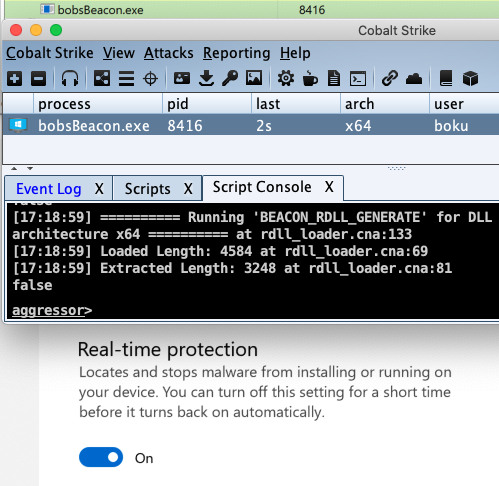 bobsBeacon.exe 8416
Cobalt Strike
Cobalt Strike View Attacks Reporting Help
process pid last arch user
bobsBeacon.exe 8416 2s x64 boku
Event Log X Scripts X Script Console X
false
[17:18:59] ========== Running 'BEACON_RDLL_GENERATE' for DLL
architecture x64 ========== at rdll_loader.cna:133
[17:18:59] Loaded Length: 4584 at rdll_loader.cna:69
[17:18:59] Extracted Length: 3248 at rdll_loader.cna:81
false
aggressor>
Real-time protection
Locates and stops malware from installing or running on
your device. You can turn off this setting for a short time
before it turns back on automatically.
On